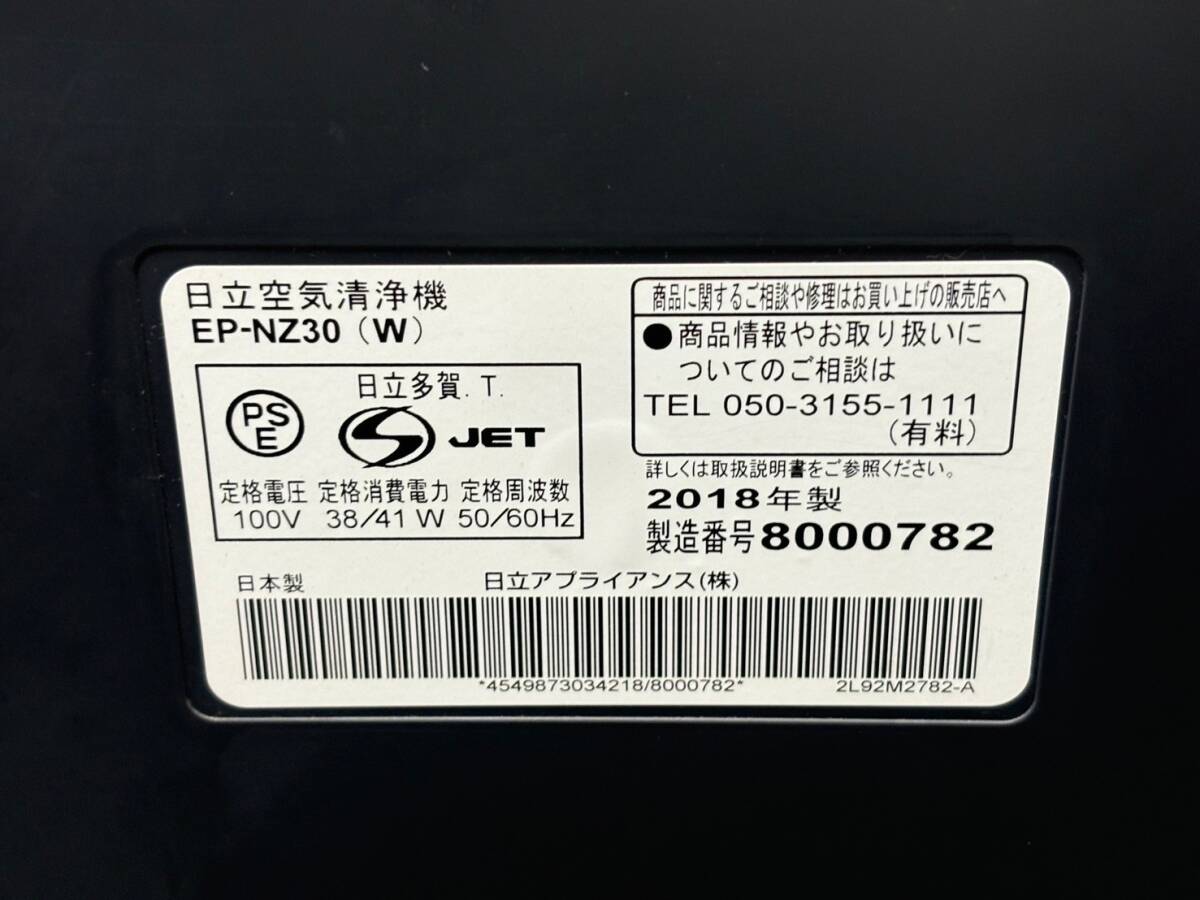 日立空気清浄機
EP-NZ30（W）
日立多賀.T.
PS
E
JET
定格電圧 定格消費電力 定格周波数
100V 38/41W 50/60Hz
商品に関するご相談や修理はお買い上げの販売店へ
●商品情報やお取り扱いに
ついてのご相談は
TEL 050-3155-1111
（有料）
詳しくは取扱説明書をご参照ください。
2018年製
製造番号8000782
日本製
日立アプライアンス(株)
*4549873034218/8000782*
2L92M2782-A